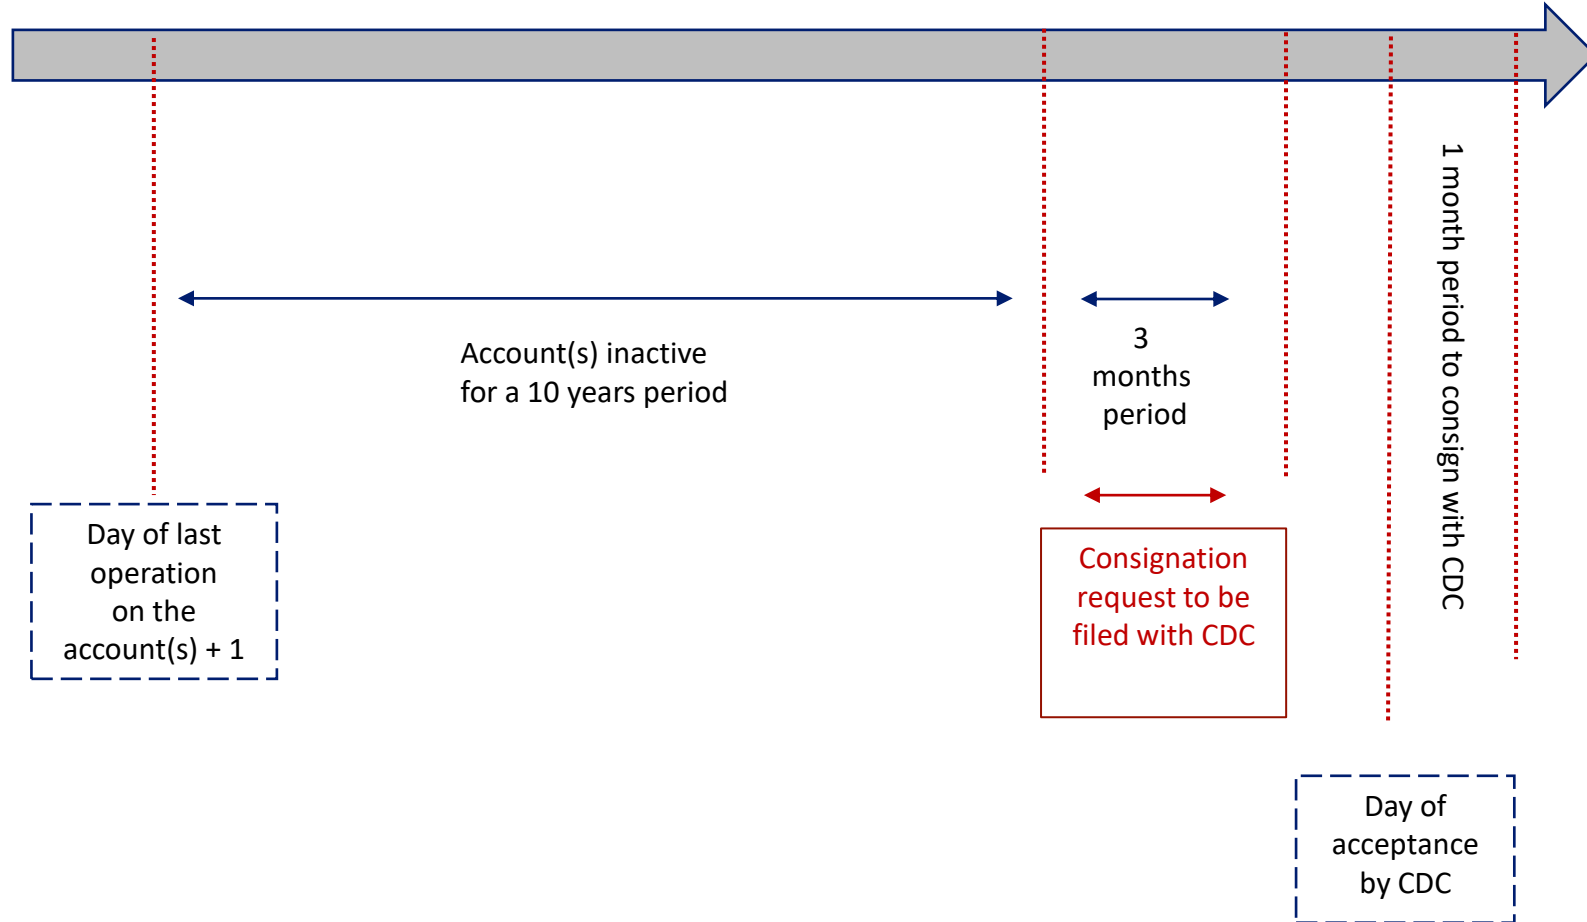 Account(s) inactive
for a 10 years period
3
months
period
1 month period to consign with CDC
Day of last
operation
on the
account(s) + 1
Consignation
request to be
filed with CDC
Day of
acceptance
by CDC